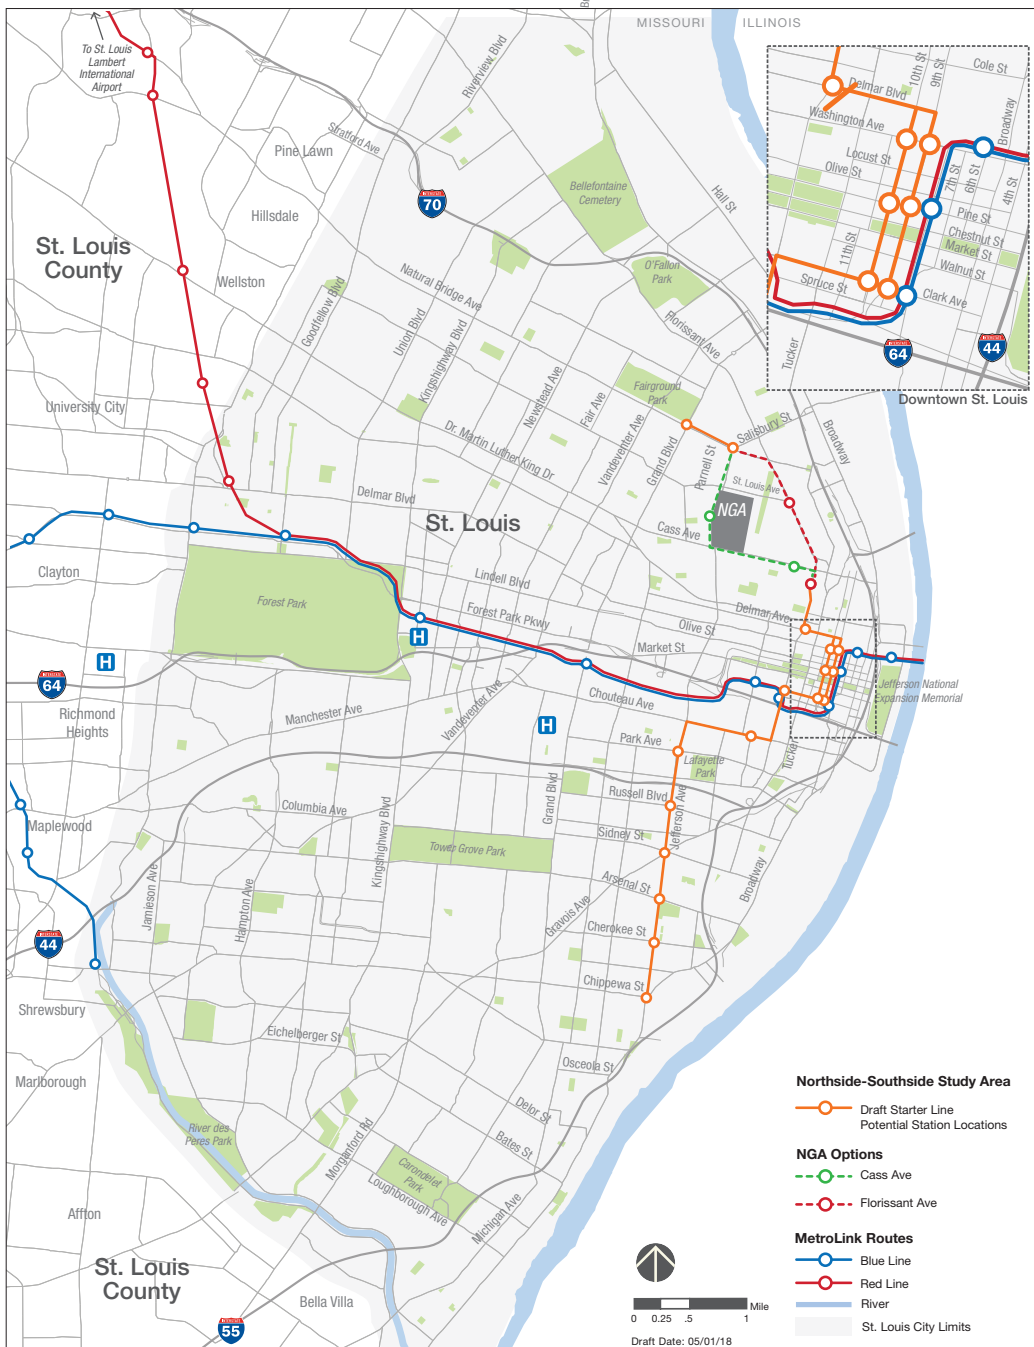 MISSOURI
ILLINOIS
To St. Louis
Lambert
International
Airport
Riverview Blvd
Stratford Ave
Pine Lawn
Bellefontaine
Cemetery
Hall St
INTERSTATE
70
Hillsdale
St. Louis
County
Wellston
O'Fallon
Park
Natural Bridge Ave
Goodfellow Blvd
Union Blvd
Kingshighway Blvd
Florissant Ave
Newstead Ave
Fair Ave
Fairground
Park
University City
Vandeventer Ave
Grand Blvd
Parnell St
Salisbury St
Broadway
Dr. Martin Luther King Dr
St. Louis Ave
Delmar Blvd
NGA
St. Louis
Cass Ave
Clayton
Lindell Blvd
Forest Park
Forest Park Pkwy
Delmar Ave
Olive St
Market St
H
H
INTERSTATE
64
Jefferson National
Expansion Memorial
Richmond
Heights
Manchester Ave
Vandeventer Ave
Chouteau Ave
H
Park Ave
Tucker
Lafayette
Park
Russell Blvd
Columbia Ave
Grand Blvd
Jefferson Ave
Kingshighway Blvd
Maplewood
Sidney St
Tower Grove Park
Jamieson Ave
Hampton Ave
Arsenal St
Broadway
Gravois Ave
Cherokee St
INTERSTATE
44
Chippewa St
Shrewsbury
Eichelberger St
Osceola St
Marlborough
Delor St
River des
Peres Park
Morganford Rd
Bates St
Carondelet
Park
Loughborough Ave
Michigan Ave
Affton
St. Louis
County
Bella Villa
INTERSTATE
55
Cole St
10th St
9th St
Delmar Blvd
Washington Ave
Broadway
Locust St
Olive St
7th St
6th St
4th St
Pine St
Chestnut St
Market St
11th St
Walnut St
Spruce St
Clark Ave
Tucker
INTERSTATE
64
INTERSTATE
44
Downtown St. Louis
Northside-Southside Study Area
Draft Starter Line
Potential Station Locations
NGA Options
Cass Ave
Florissant Ave
MetroLink Routes
Blue Line
Red Line
River
St. Louis City Limits
Mile
0 0.25 .5 1
Draft Date: 05/01/18